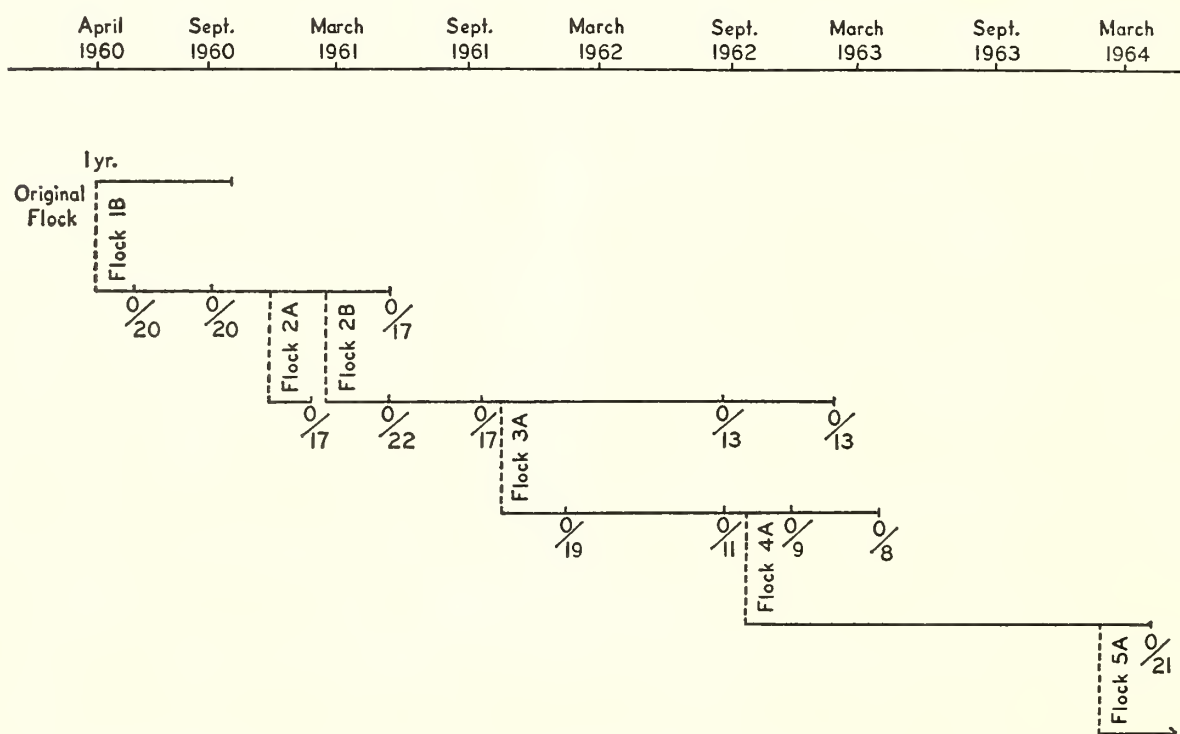 April Sept. March Sept. March Sept. March Sept. March
1960 1960 1961 1961 1962 1962 1963 1963 1964
1 yr.
Original
Flock
Flock 1B
0/20 0/20 0/17
Flock 2A
Flock 2B
0/17 0/22 0/17 0/13 0/13
Flock 3A
0/19 0/11 0/9 0/8
Flock 4A
0/21
Flock 5A